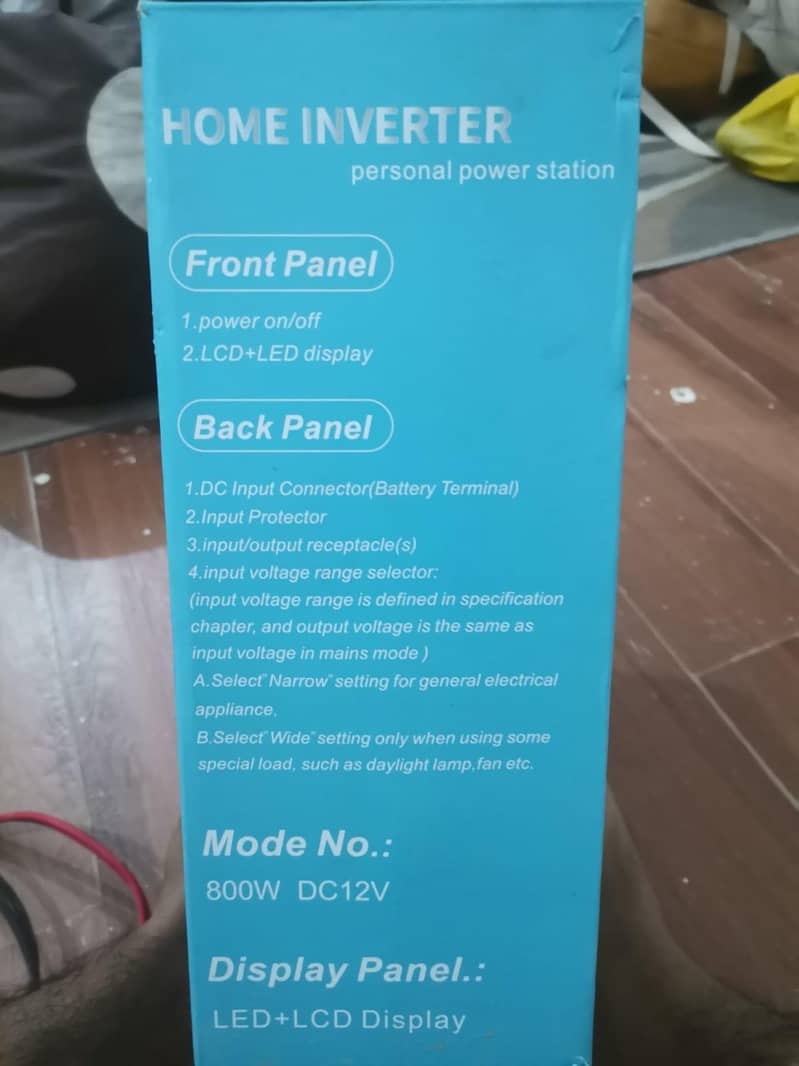 HOME INVERTER
personal power station
Front Panel
1.power on/off
2.LCD+LED display
Back Panel
1.DC Input Connector(Battery Terminal)
2.Input Protector
3.input/output receptacle(s)
4.input voltage range selector:
(input voltage range is defined in specification
chapter, and output voltage is the same as
input voltage in mains mode )
A.Select"Narrow"setting for general electrical
appliance,
B.Select"Wide"setting only when using some
special load, such as daylight lamp,fan etc.
Mode No.:
800W DC12V
Display Panel.:
LED+LCD Display